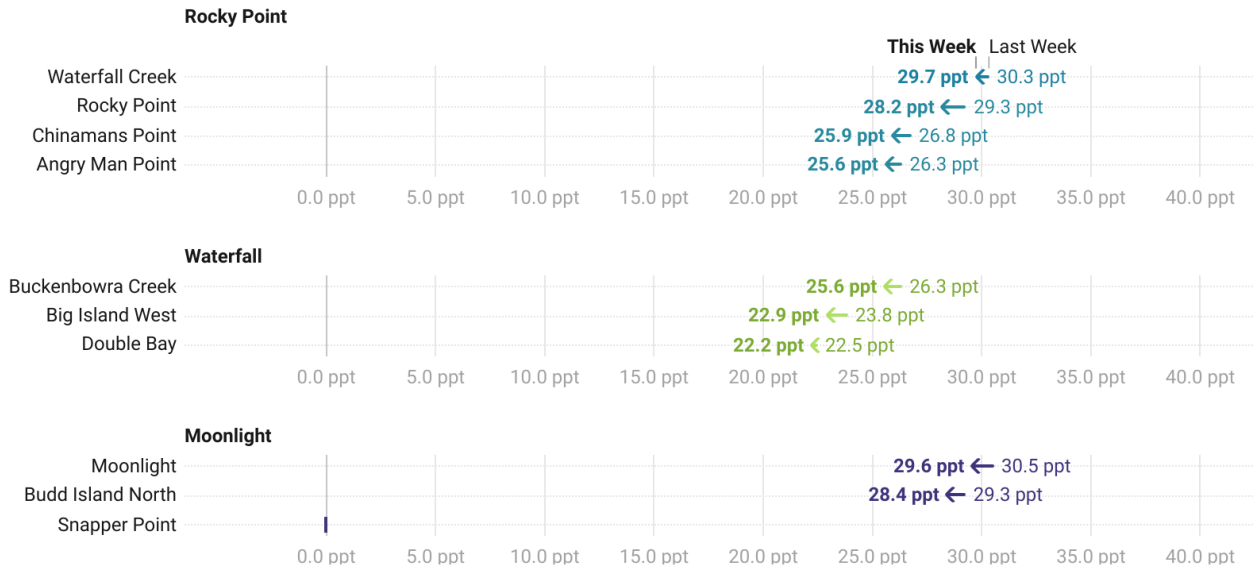 Rocky Point
This Week Last Week
Waterfall Creek 29.7 ppt 30.3 ppt
Rocky Point 28.2 ppt 29.3 ppt
Chinamans Point 25.9 ppt 26.8 ppt
Angry Man Point 25.6 ppt 26.3 ppt
0.0 ppt 5.0 ppt 10.0 ppt 15.0 ppt 20.0 ppt 25.0 ppt 30.0 ppt 35.0 ppt 40.0 ppt
Waterfall
Buckenbowra Creek 25.6 ppt 26.3 ppt
Big Island West 22.9 ppt 23.8 ppt
Double Bay 22.2 ppt 22.5 ppt
0.0 ppt 5.0 ppt 10.0 ppt 15.0 ppt 20.0 ppt 25.0 ppt 30.0 ppt 35.0 ppt 40.0 ppt
Moonlight
Moonlight 29.6 ppt 30.5 ppt
Budd Island North 28.4 ppt 29.3 ppt
Snapper Point
0.0 ppt 5.0 ppt 10.0 ppt 15.0 ppt 20.0 ppt 25.0 ppt 30.0 ppt 35.0 ppt 40.0 ppt